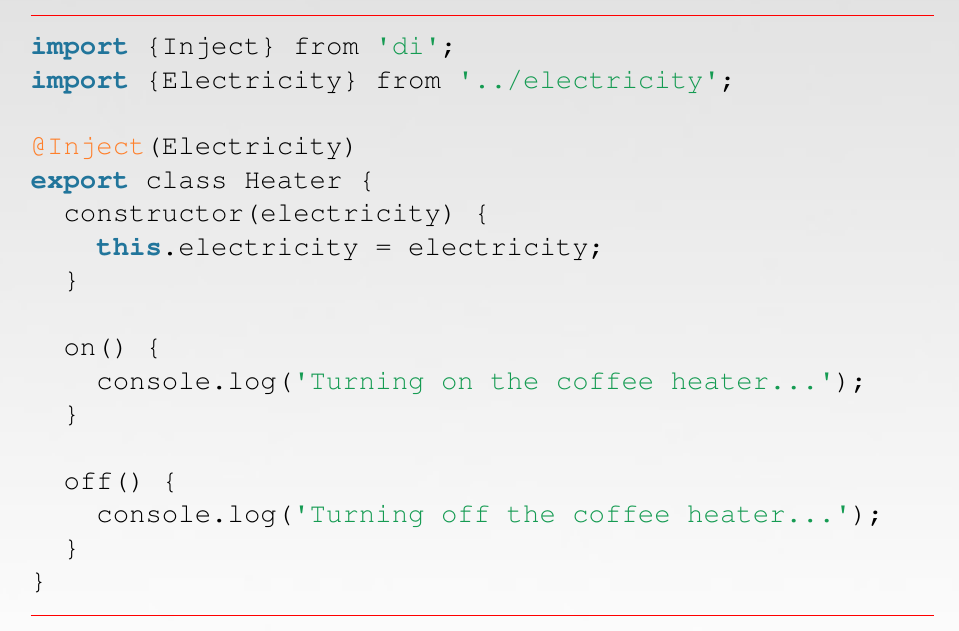 import {Inject} from 'di';
import {Electricity} from '../electricity';

@Inject(Electricity)
export class Heater {
  constructor(electricity) {
    this.electricity = electricity;
  }

  on() {
    console.log('Turning on the coffee heater...');
  }

  off() {
    console.log('Turning off the coffee heater...');
  }
}